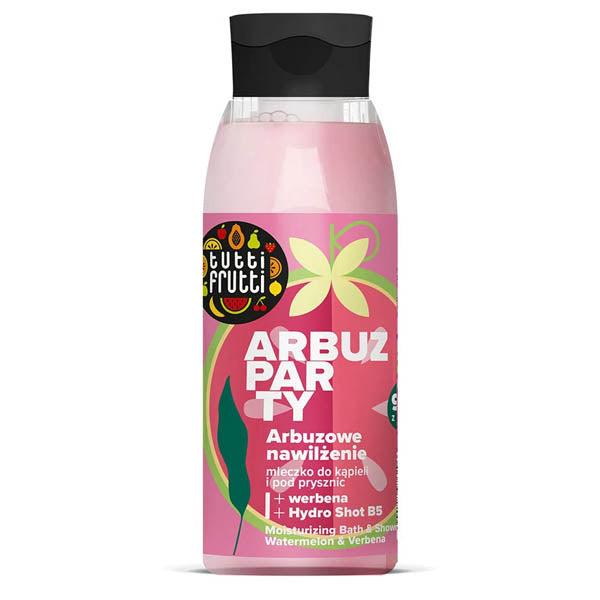 tutti
frutti
ARBUZ
PAR
TY
Arbuzowe
nawilżenie
mleczko do kąpieli
i pod prysznic
+ werbena
+ Hydro Shot B5
Moisturizing Bath &
Watermelon & Verbena